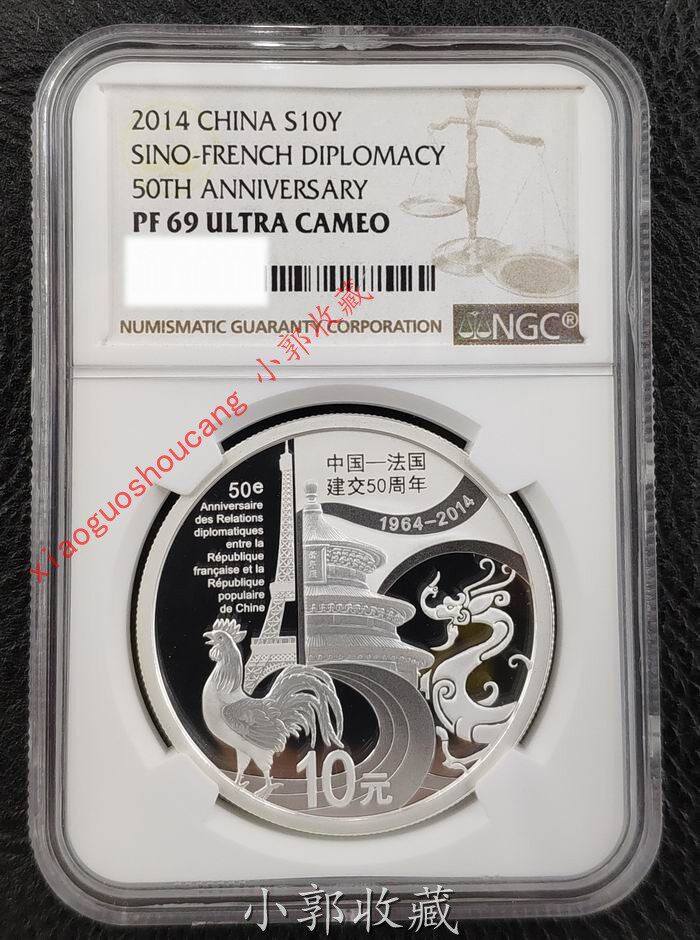 2014 CHINA S10Y
SINO-FRENCH DIPLOMACY
50TH ANNIVERSARY
PF 69 ULTRA CAMEO
NUMISMATIC GUARANTY CORPORATION
NGC®
xiaoguoshoucang 小郭收藏
50e
Anniversaire
des Relations
diplomatiques
entre la
République
française et la
République
populaire
de Chine
中国—法国
建交50周年
1964–2014
10元
小郭收藏